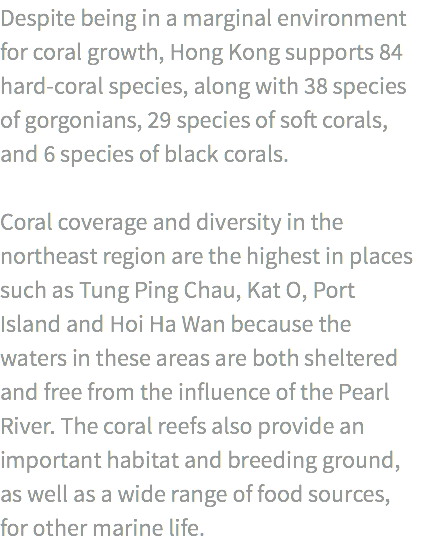 Despite being in a marginal environment
for coral growth, Hong Kong supports 84
hard-coral species, along with 38 species
of gorgonians, 29 species of soft corals,
and 6 species of black corals.

Coral coverage and diversity in the
northeast region are the highest in places
such as Tung Ping Chau, Kat O, Port
Island and Hoi Ha Wan because the
waters in these areas are both sheltered
and free from the influence of the Pearl
River. The coral reefs also provide an
important habitat and breeding ground,
as well as a wide range of food sources,
for other marine life.